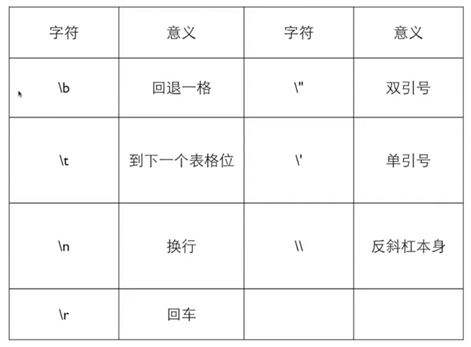 字符 意义 字符 意义
\b 回退一格 \" 双引号
\t 到下一个表格位 \' 单引号
\n 换行 \\ 反斜杠本身
\r 回车